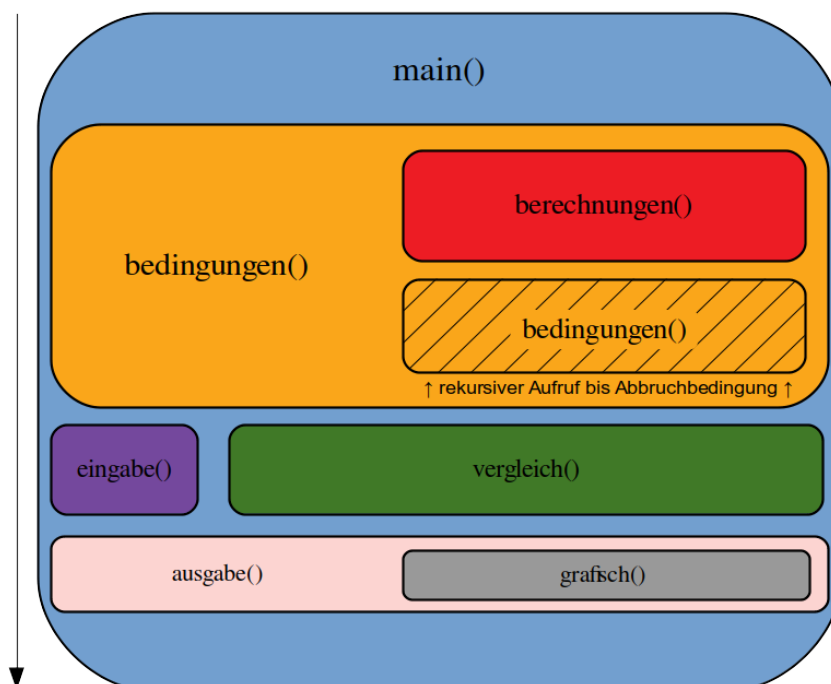 main()
berechnungen()
bedingungen()
bedingungen()
↑ rekursiver Aufruf bis Abbruchbedingung ↑
eingabe()
vergleich()
ausgabe()
grafisch()